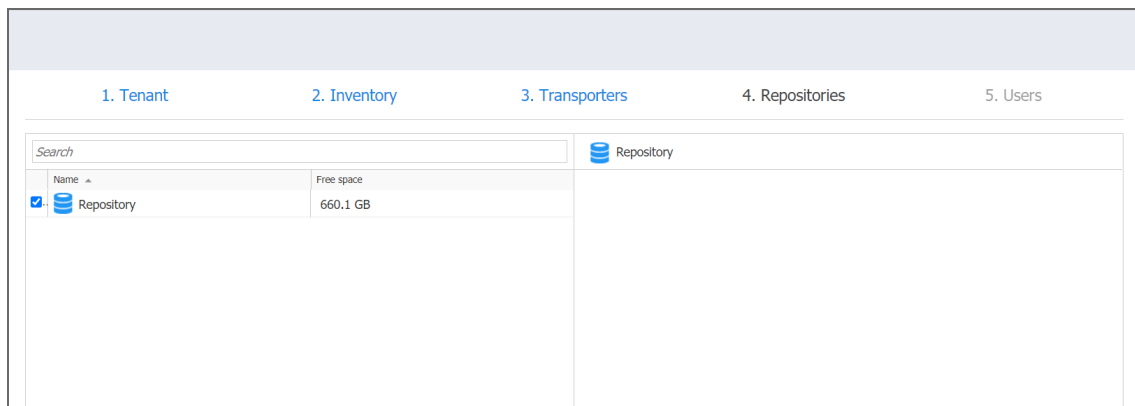 1. Tenant 2. Inventory 3. Transporters 4. Repositories 5. Users
Search
Repository
Name Free space
Repository 660.1 GB